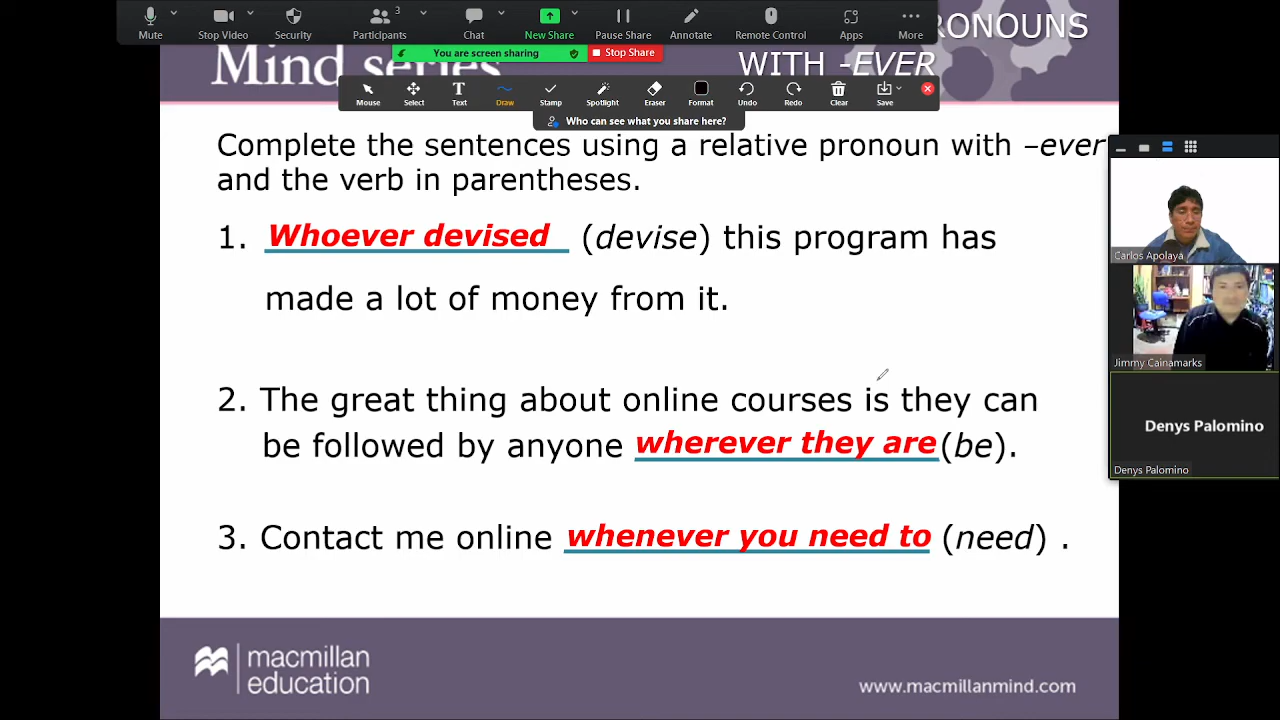 Mute
Stop Video
Security
Participants
3
Chat
New Share
Pause Share
Annotate
Remote Control
Apps
More
You are screen sharing
Stop Share
Mind series
RONOUNS
WITH -EVER
Mouse
Select
Text
Draw
Stamp
Spotlight
Eraser
Format
Undo
Redo
Clear
Save
Who can see what you share here?
Complete the sentences using a relative pronoun with –ever
and the verb in parentheses.
1. Whoever devised (devise) this program has
made a lot of money from it.
2. The great thing about online courses is they can
be followed by anyone wherever they are (be).
3. Contact me online whenever you need to (need) .
Carlos Apolaya
Jimmy Cainamarks
Denys Palomino
Denys Palomino
macmillan
education
www.macmillanmind.com